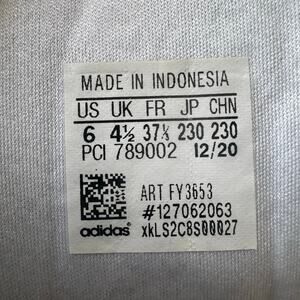 MADE IN INDONESIA
US UK FR JP CHN
6 4½ 37⅓ 230 230
PCI 789002 12/20
ART FY3653
#127062063
adidas xkLS2C8S00027